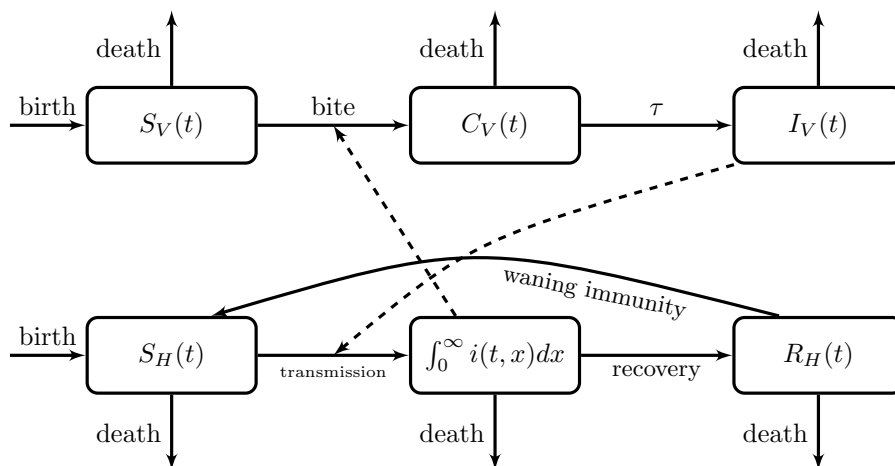 death death death
birth S_V(t) bite C_V(t) τ I_V(t)
waning immunity
birth S_H(t) transmission ∫_0^∞ i(t, x)dx recovery R_H(t)
death death death